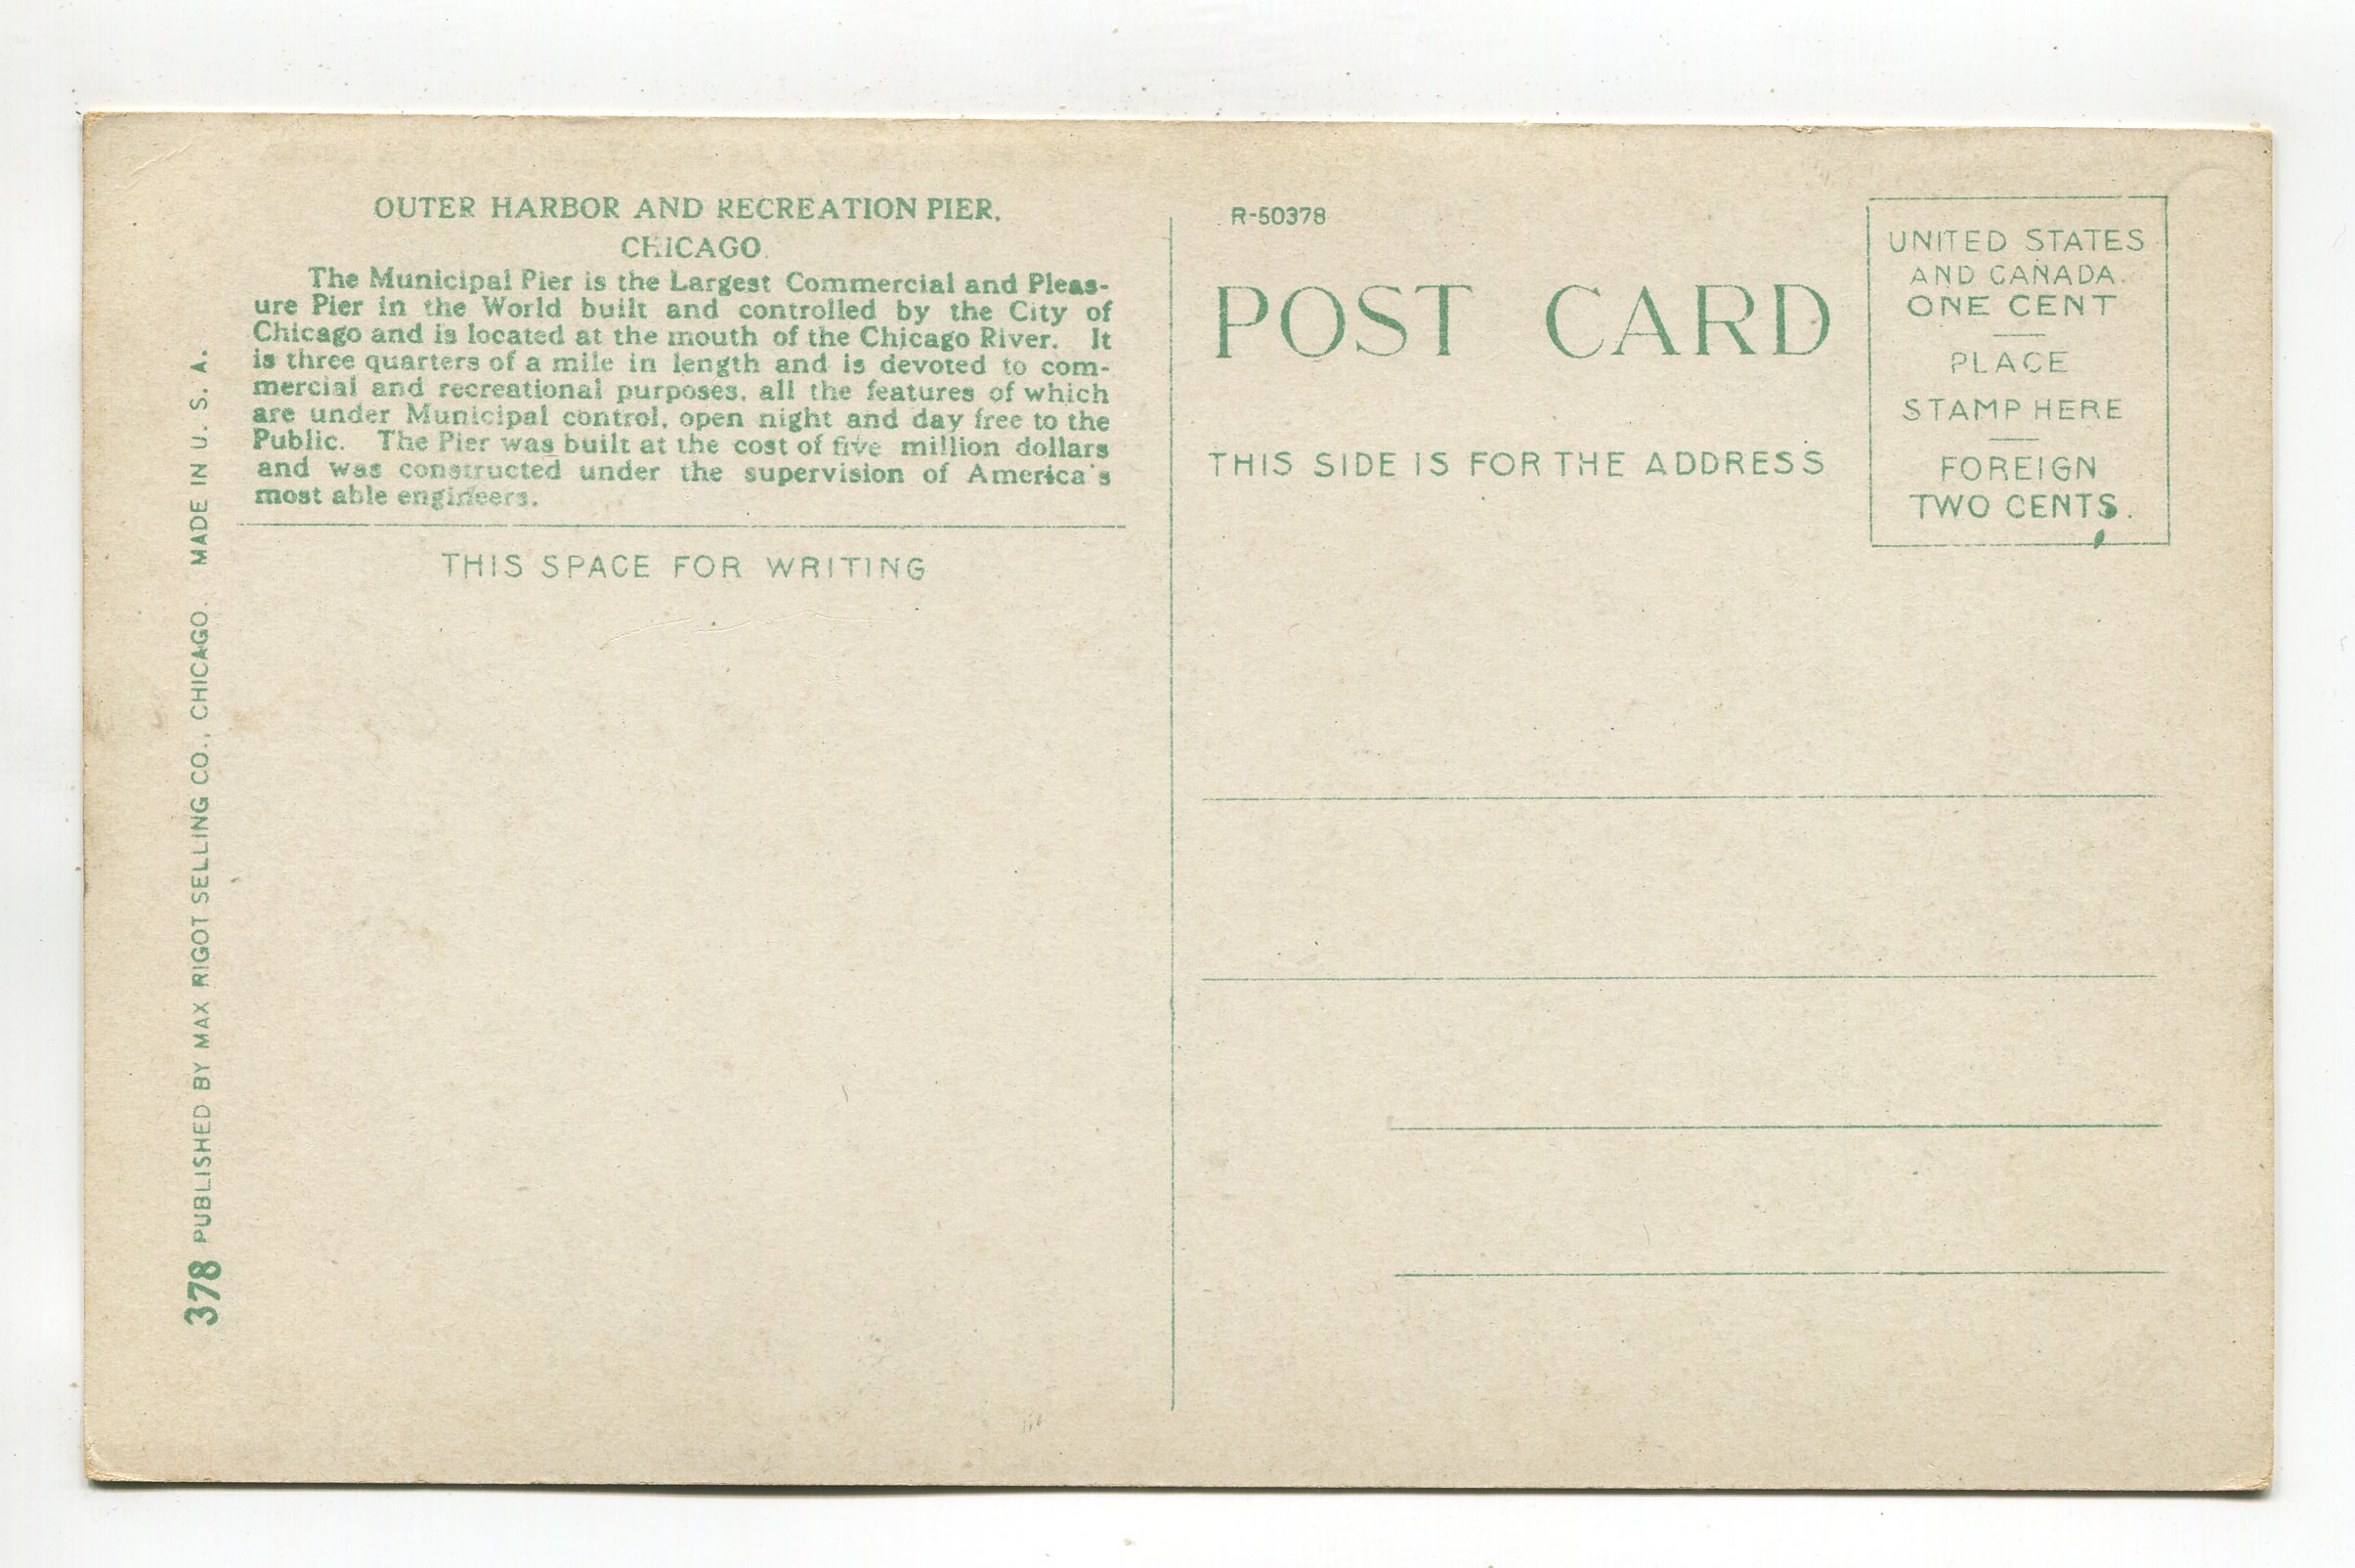 OUTER HARBOR AND RECREATION PIER,
CHICAGO.
The Municipal Pier is the Largest Commercial and Pleas-
ure Pier in the World built and controlled by the City of
Chicago and is located at the mouth of the Chicago River. It
is three quarters of a mile in length and is devoted to com-
mercial and recreational purposes, all the features of which
are under Municipal control, open night and day free to the
Public. The Pier was built at the cost of five million dollars
and was constructed under the supervision of America's
most able engineers.
THIS SPACE FOR WRITING
378 PUBLISHED BY MAX RIGOT SELLING CO., CHICAGO. MADE IN U. S. A.
R-50378
POST CARD
THIS SIDE IS FOR THE ADDRESS
UNITED STATES
AND CANADA.
ONE CENT
PLACE
STAMP HERE
FOREIGN
TWO CENTS.